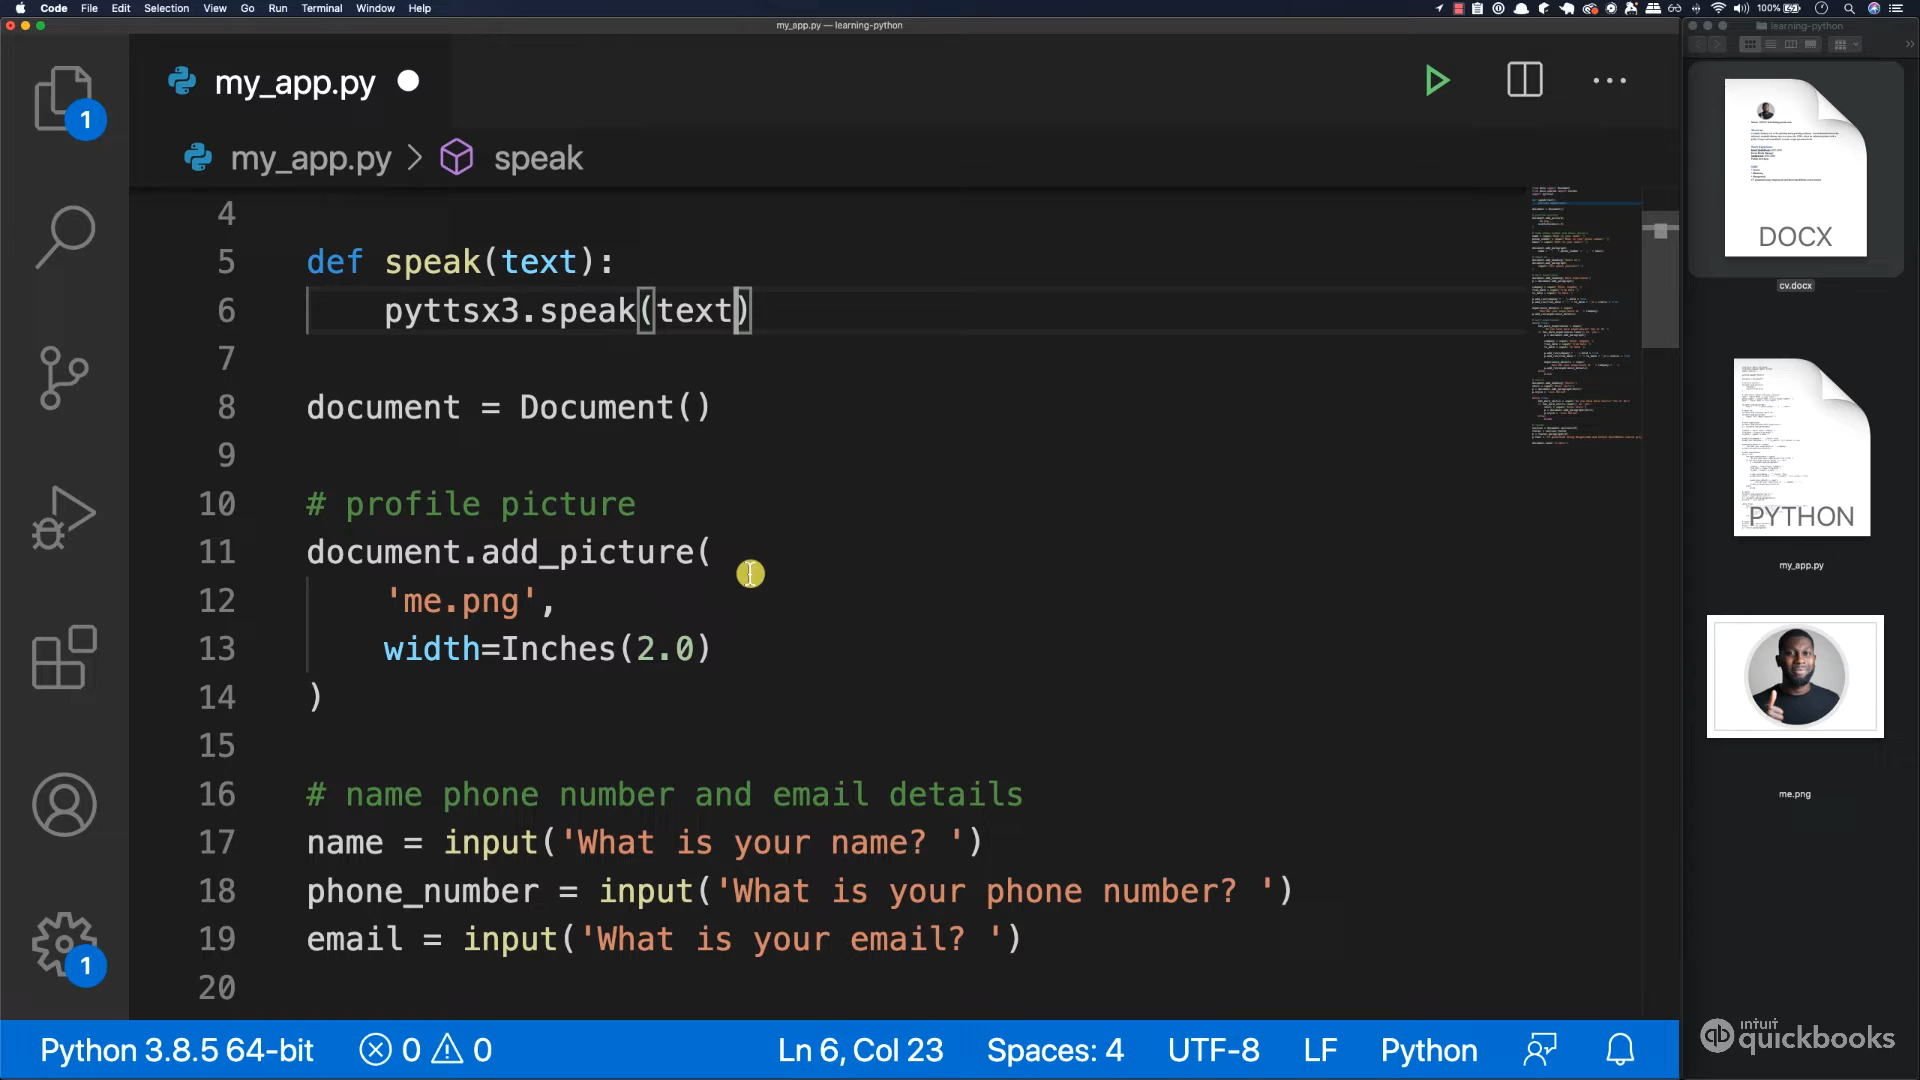 Code File Edit Selection View Go Run Terminal Window Help
100%
my_app.py — learning-python
learning-python
my_app.py
my_app.py > speak
1
4
5 def speak(text):
6 pyttsx3.speak(text)
7
8 document = Document()
9
10 # profile picture
11 document.add_picture(
12 'me.png',
13 width=Inches(2.0)
14 )
15
16 # name phone number and email details
17 name = input('What is your name? ')
18 phone_number = input('What is your phone number? ')
19 email = input('What is your email? ')
20
1
Python 3.8.5 64-bit 0 0 Ln 6, Col 23 Spaces: 4 UTF-8 LF Python
DOCX
cv.docx
PYTHON
my_app.py
me.png
intuit
quickbooks